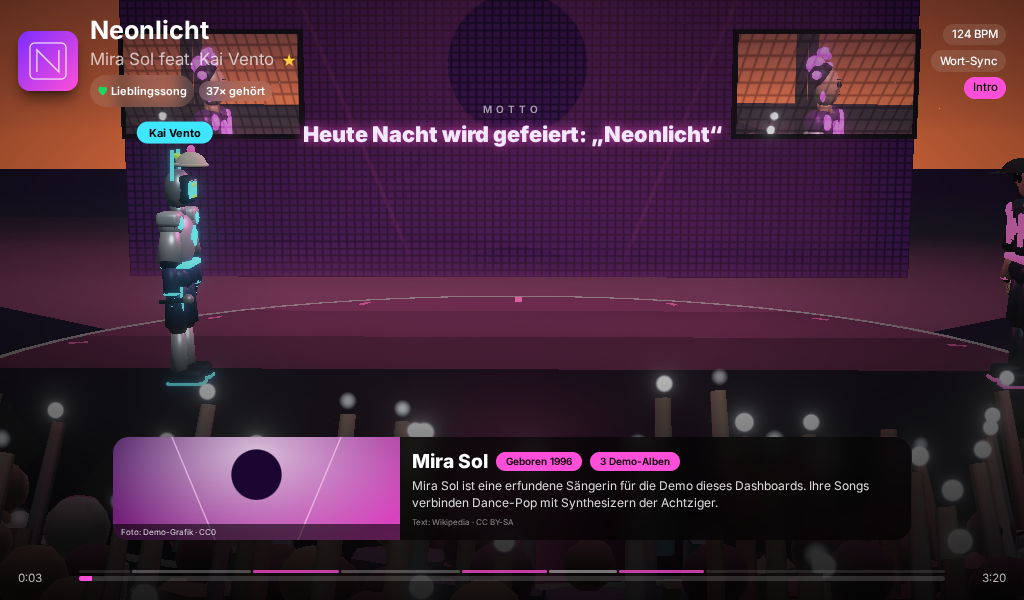 Neonlicht
Mira Sol feat. Kai Vento
Lieblingssong
37× gehört
124 BPM
Wort-Sync
Intro
MOTTO
Heute Nacht wird gefeiert: „Neonlicht“
Kai Vento
Mira Sol
Geboren 1996
3 Demo-Alben
Mira Sol ist eine erfundene Sängerin für die Demo dieses Dashboards. Ihre Songs
verbinden Dance-Pop mit Synthesizern der Achtziger.
Text: Wikipedia · CC BY-SA
Foto: Demo-Grafik · CC0
0:03
3:20